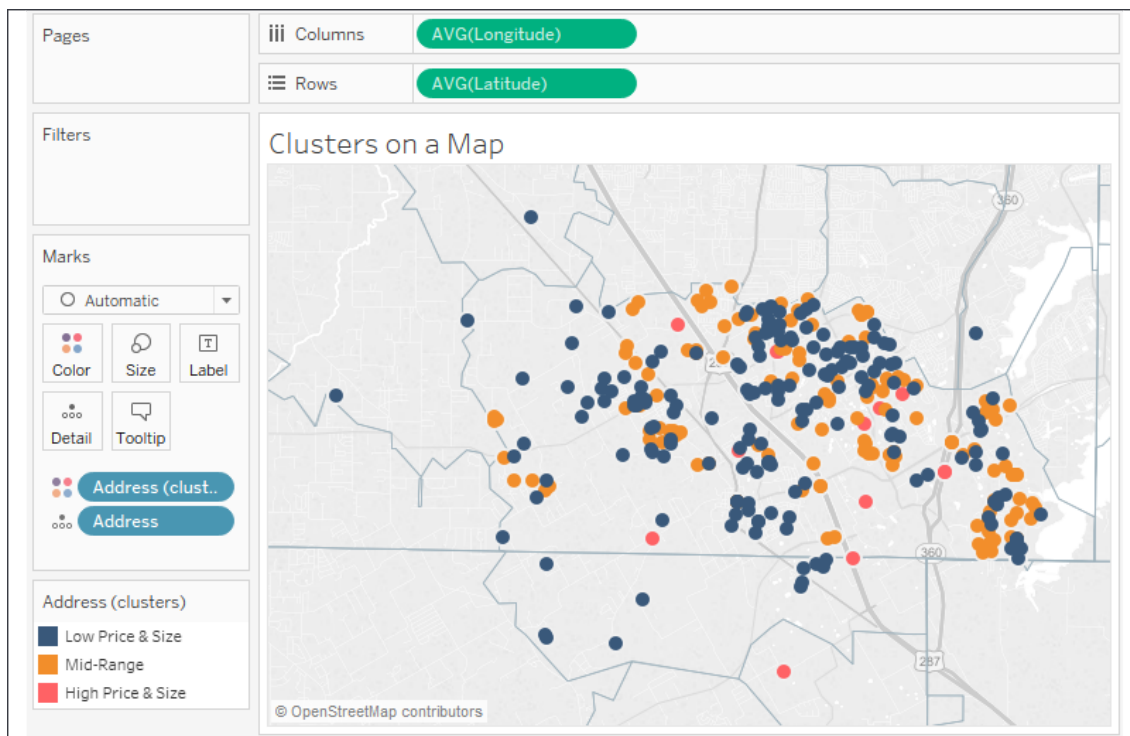 Pages
Columns
AVG(Longitude)
Rows
AVG(Latitude)
Filters
Clusters on a Map
360
Marks
Automatic
Color
Size
Label
Detail
Tooltip
Address (clust..
Address
360
287
Address (clusters)
Low Price & Size
Mid-Range
High Price & Size
© OpenStreetMap contributors